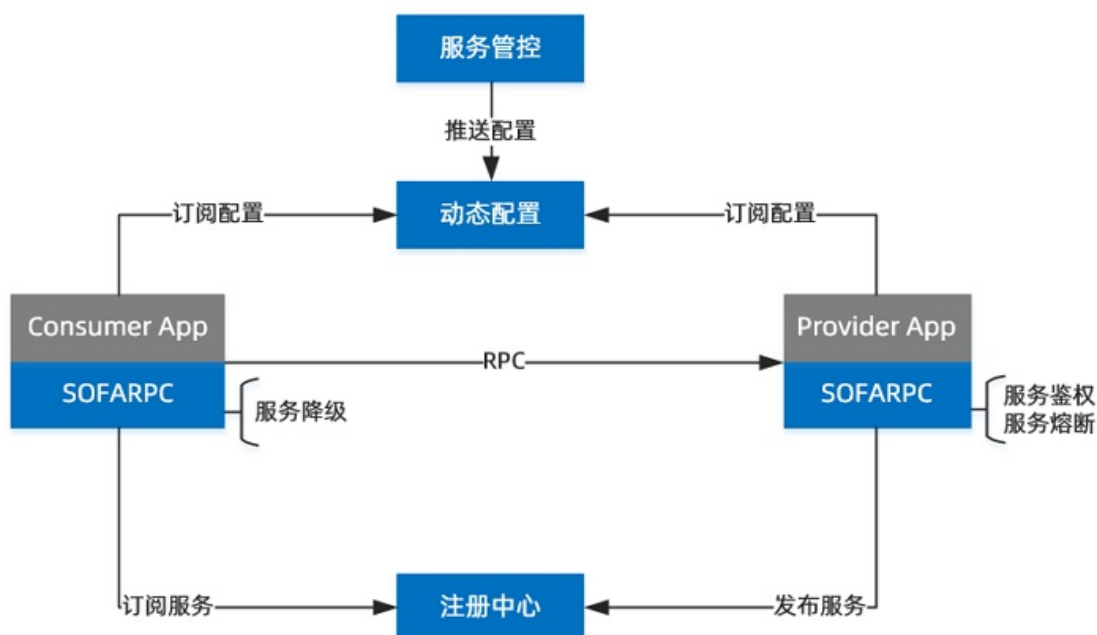 服务管控
推送配置
订阅配置
动态配置
订阅配置
Consumer App
Provider App
RPC
SOFARPC
服务降级
SOFARPC
服务鉴权
服务熔断
订阅服务
注册中心
发布服务